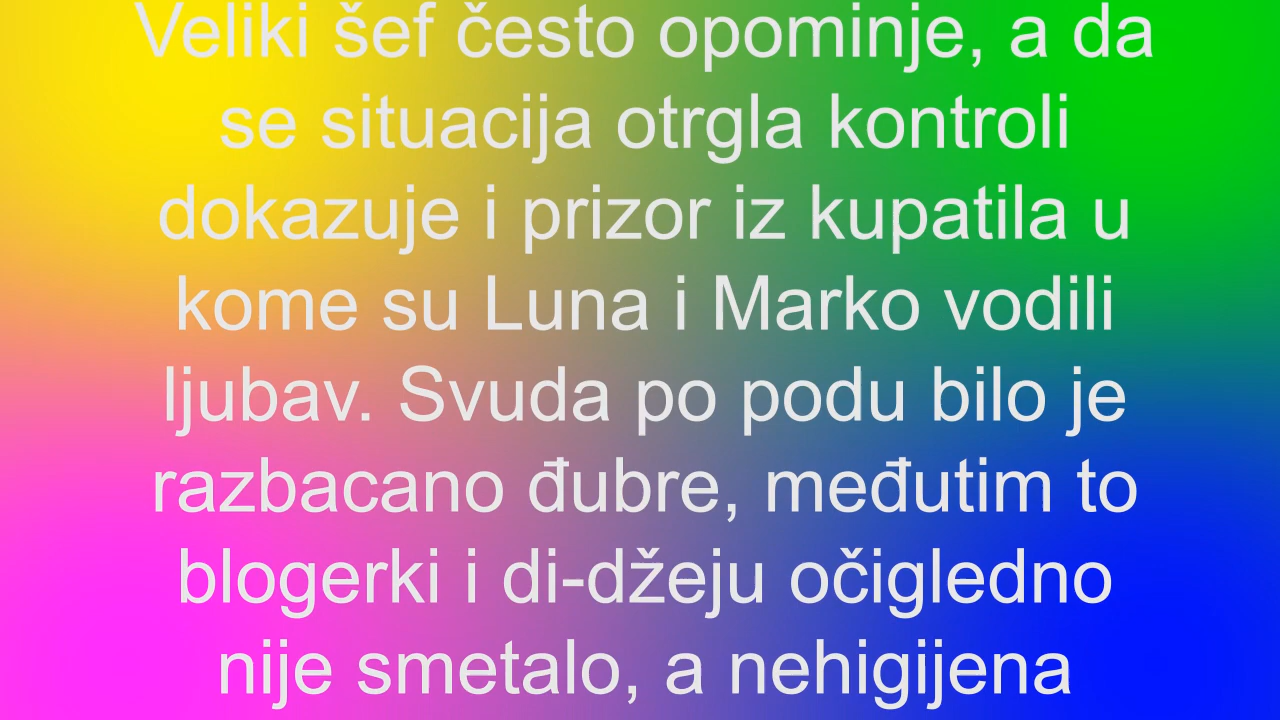 Veliki šef često opominje, a da
se situacija otrgla kontroli
dokazuje i prizor iz kupatila u
kome su Luna i Marko vodili
ljubav. Svuda po podu bilo je
razbacano đubre, međutim to
blogerki i di-džeju očigledno
nije smetalo, a nehigijena